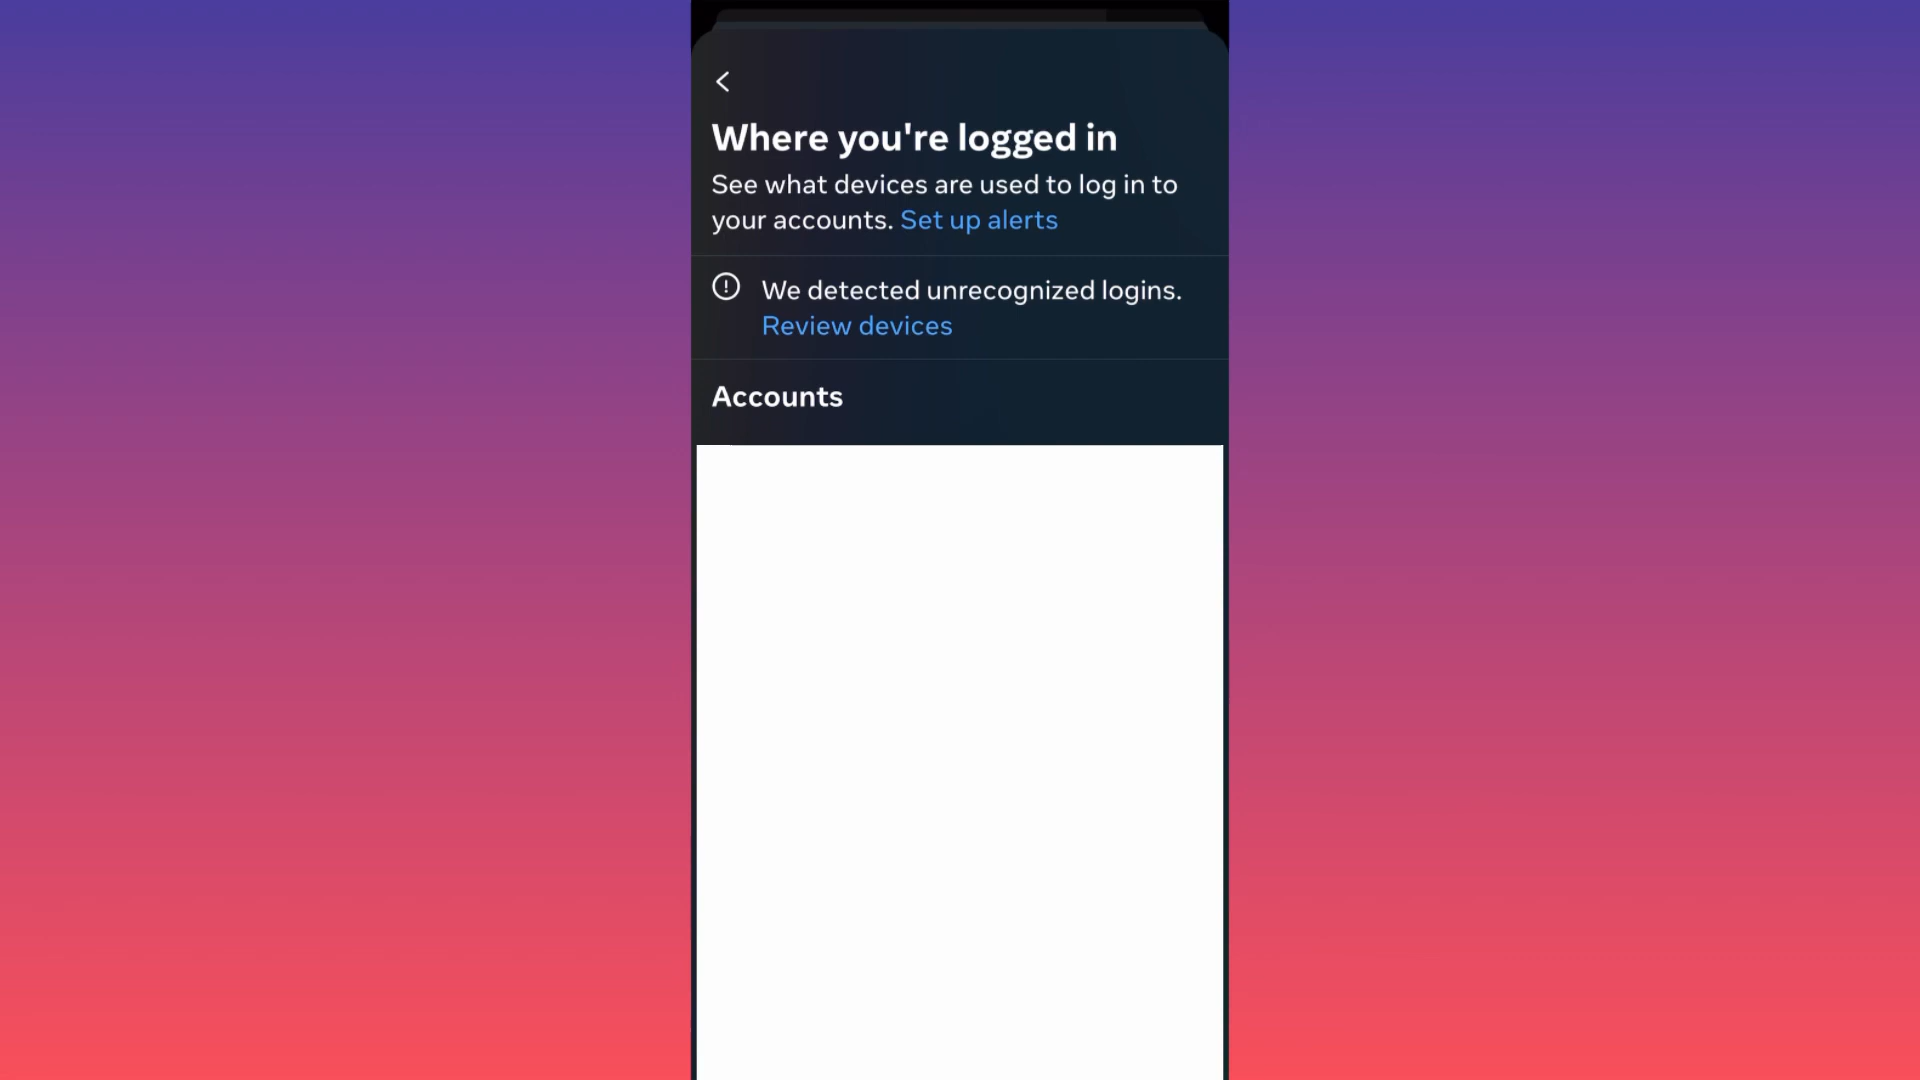 Where you're logged in
See what devices are used to log in to
your accounts. Set up alerts
We detected unrecognized logins.
Review devices
Accounts